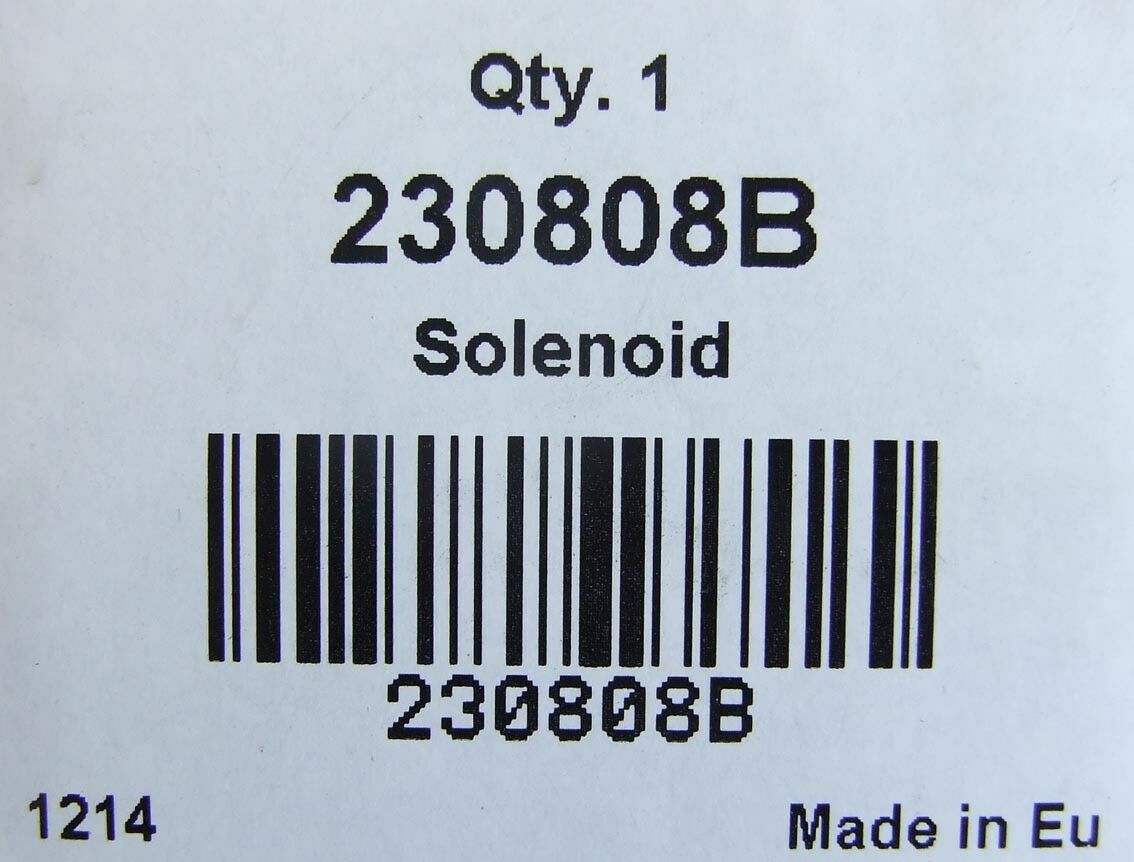 Qty. 1
230808B
Solenoid
230808B
1214
Made in Eu